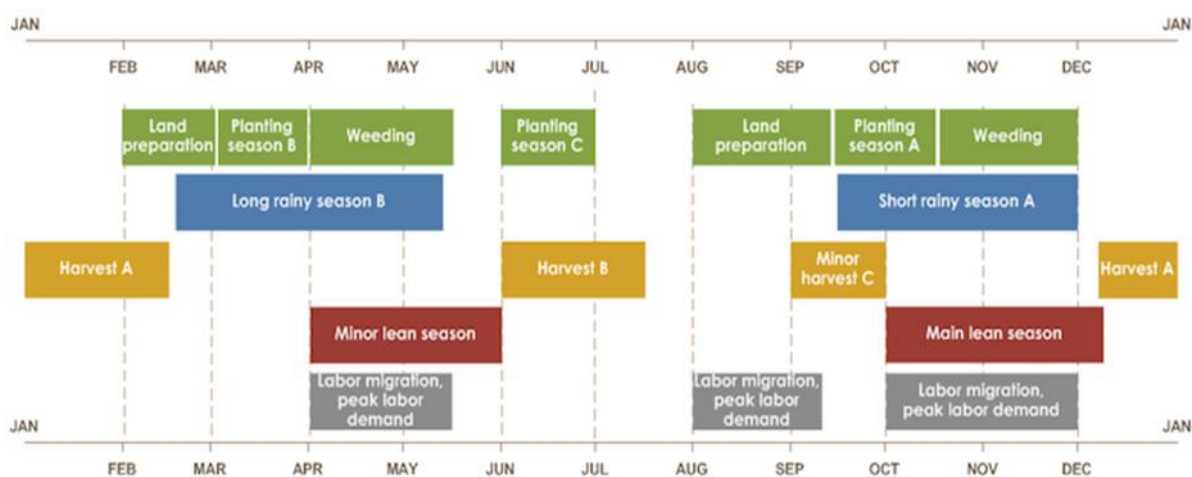 JAN JAN
FEB MAR APR MAY JUN JUL AUG SEP OCT NOV DEC
Land
preparation
Planting
season B
Weeding
Planting
season C
Land
preparation
Planting
season A
Weeding
Long rainy season B
Short rainy season A
Harvest A
Harvest B
Minor
harvest C
Harvest A
Minor lean season
Main lean season
Labor migration,
peak labor
demand
Labor migration,
peak labor
demand
Labor migration,
peak labor demand
JAN JAN
FEB MAR APR MAY JUN JUL AUG SEP OCT NOV DEC